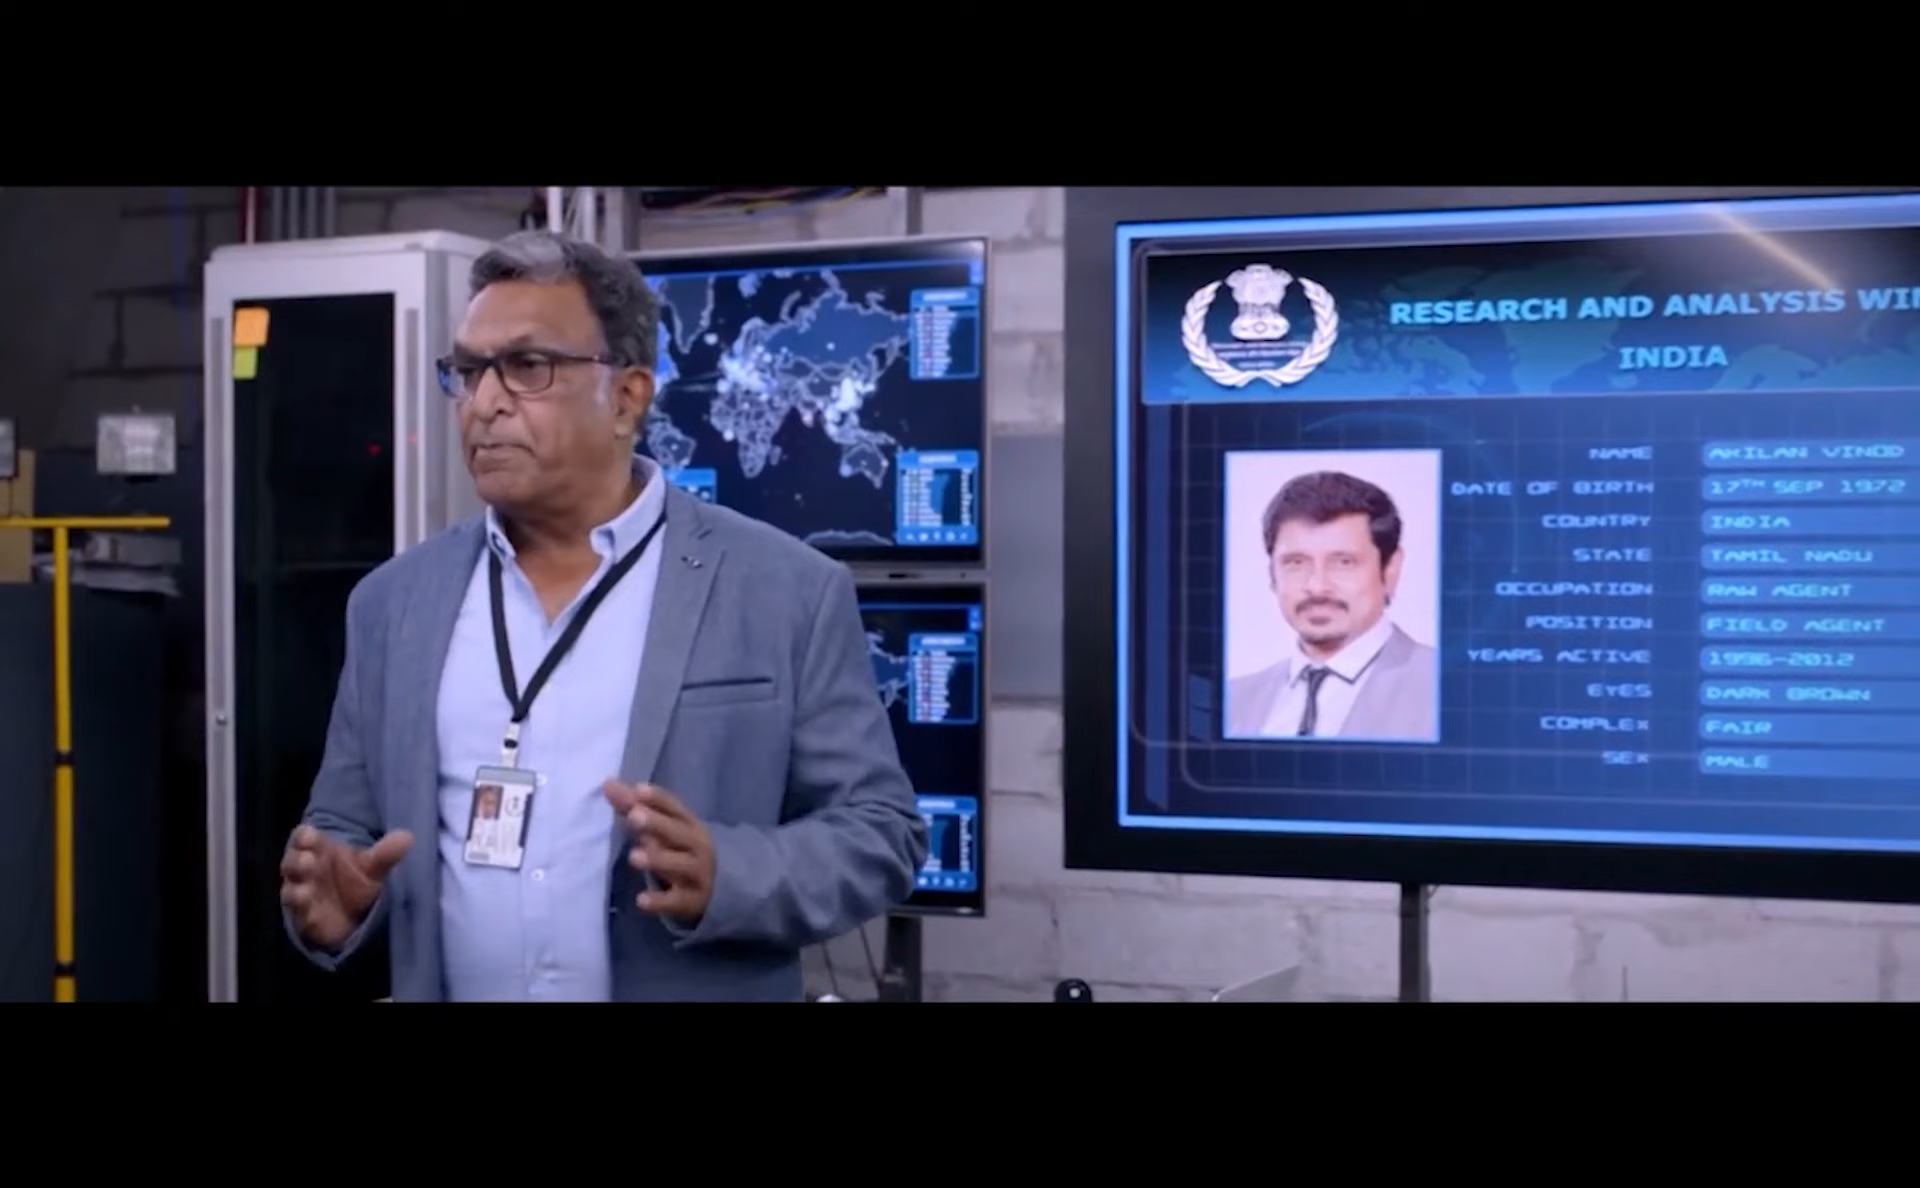 RESEARCH AND ANALYSIS WI
INDIA
NAME AKILAN VINOD
DATE OF BIRTH 17TH SEP 1972
COUNTRY INDIA
STATE TAMIL NADU
OCCUPATION RAW AGENT
POSITION FIELD AGENT
YEARS ACTIVE 1996-2012
EYES DARK BROWN
COMPLEX FAIR
SEX MALE